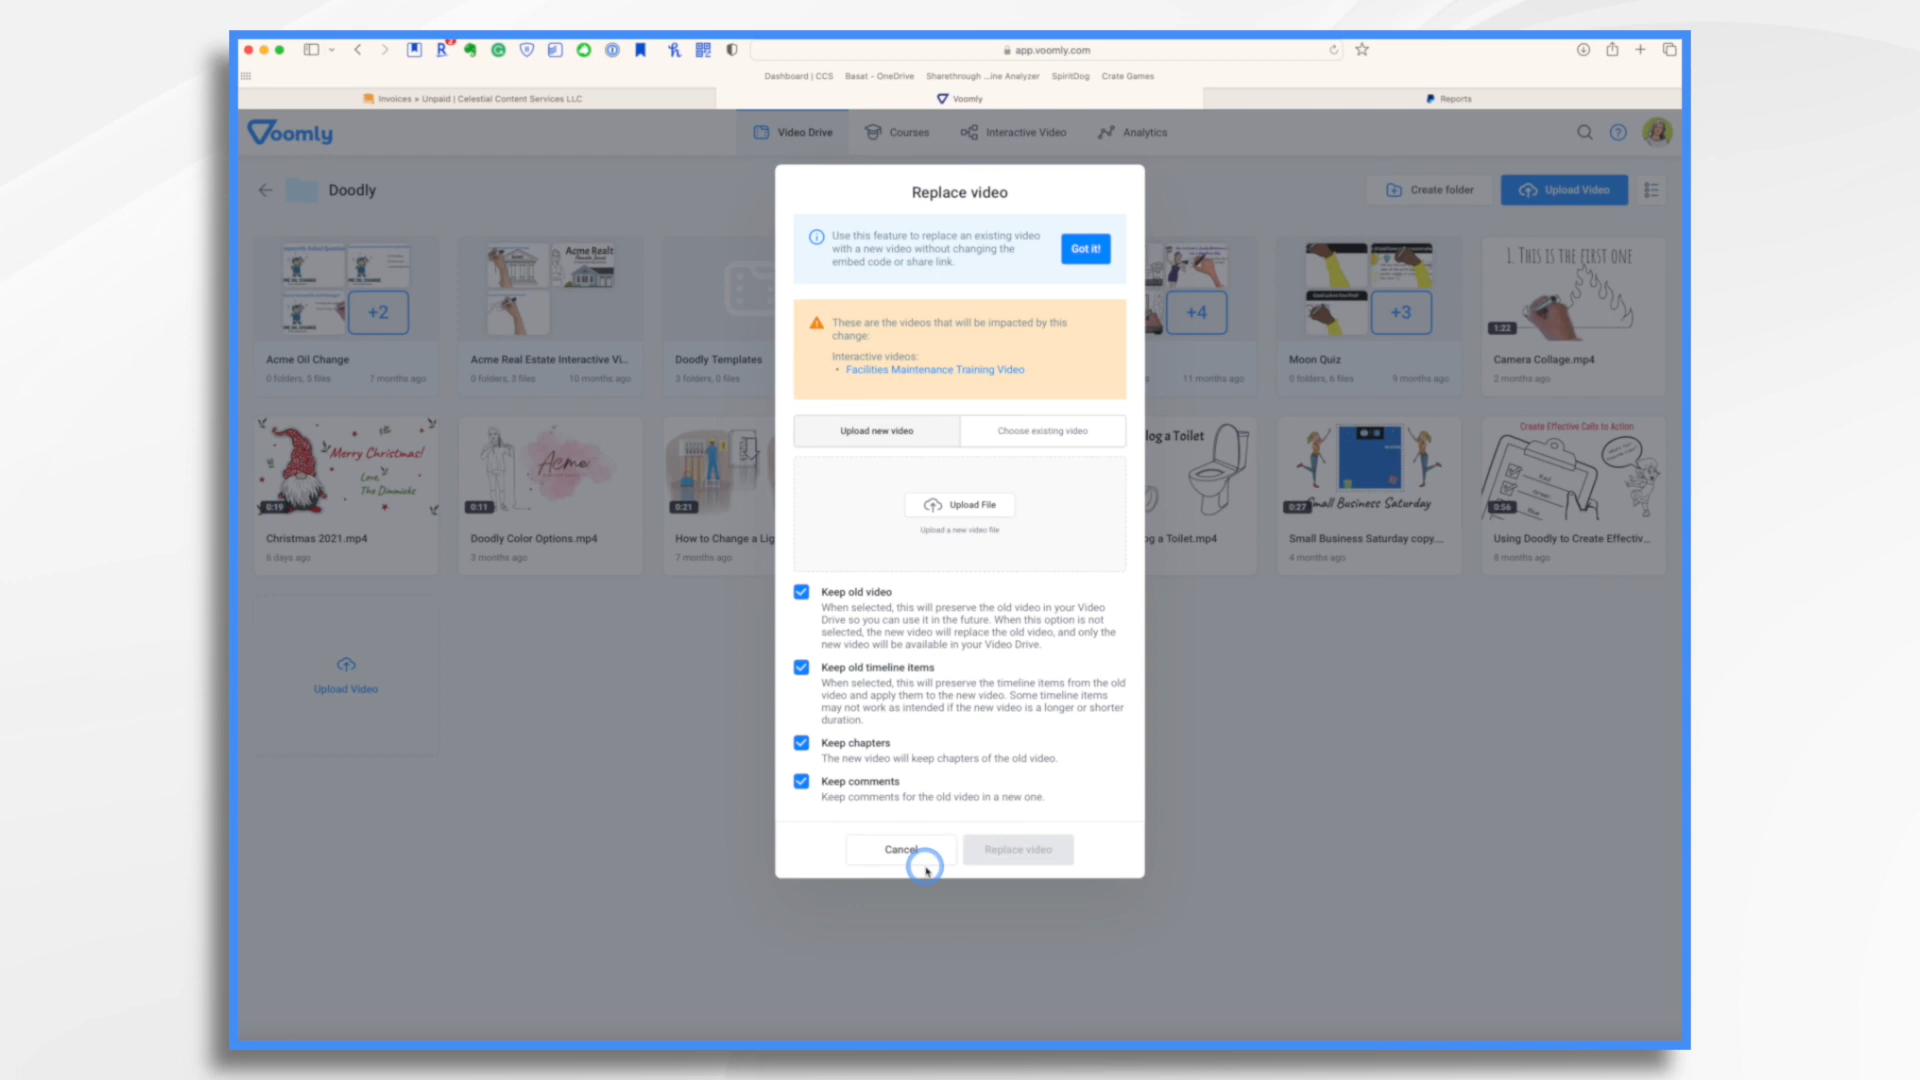 app.voomly.com
Dashboard | CCS
Basat - OneDrive
Sharethrough ...ine Analyzer
SpiritDog
Crate Games
Invoices » Unpaid | Celestial Content Services LLC
Voomly
Reports
Voomly
Video Drive
Courses
Interactive Video
Analytics
Doodly
Create folder
Upload Video
Replace video
Use this feature to replace an existing video
with a new video without changing the
embed code or share link.
Got it!
These are the videos that will be impacted by this
change:
Interactive videos:
• Facilities Maintenance Training Video
Upload new video
Choose existing video
Upload File
Upload a new video file
Keep old video
When selected, this will preserve the old video in your Video
Drive so you can use it in the future. When this option is not
selected, the new video will replace the old video, and only the
new video will be available in your Video Drive.
Keep old timeline items
When selected, this will preserve the timeline items from the old
video and apply them to the new video. Some timeline items
may not work as intended if the new video is a longer or shorter
duration.
Keep chapters
The new video will keep chapters of the old video.
Keep comments
Keep comments for the old video in a new one.
Cancel
Replace video
+2
Acme Oil Change
0 folders, 5 files
7 months ago
Acme Realt
Acme Real Estate Interactive Vi...
0 folders, 3 files
10 months ago
Doodly Templates
3 folders, 0 files
+4
11 months ago
+3
Moon Quiz
0 folders, 6 files
9 months ago
1. THIS IS THE FIRST ONE
1:22
Camera Collage.mp4
2 months ago
Merry Christmas!
Love,
The Dimmicks
0:19
Christmas 2021.mp4
6 days ago
Acme
0:11
Doodly Color Options.mp4
3 months ago
0:21
How to Change a Lig
7 months ago
log a Toilet
og a Toilet.mp4
0:27
mall Business Saturday
Small Business Saturday copy....
4 months ago
Create Effective Calls to Action
0:56
Using Doodly to Create Effectiv...
8 months ago
Upload Video